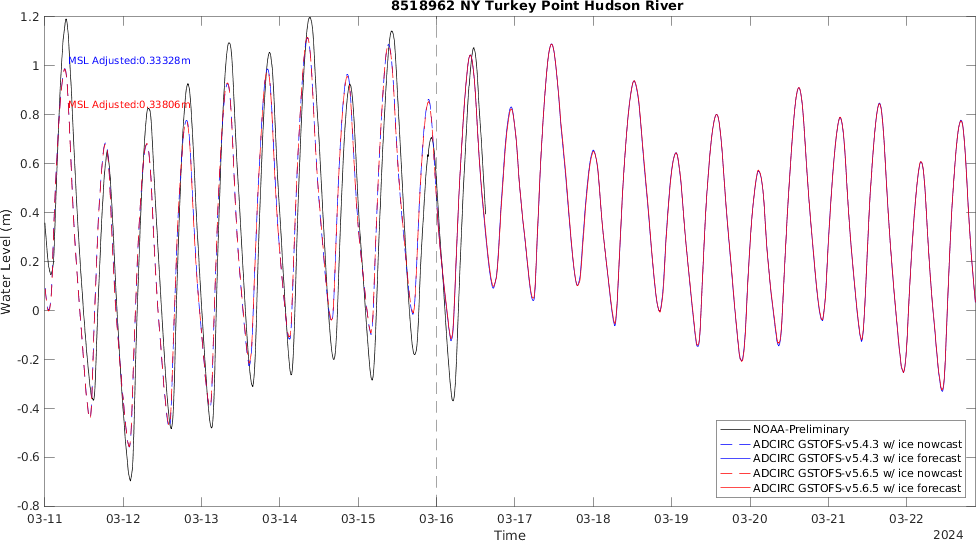 8518962 NY Turkey Point Hudson River
1.2
1
0.8
0.6
0.4
0.2
0
-0.2
-0.4
-0.6
-0.8
Water Level (m)
MSL Adjusted:0.33328m
MSL Adjusted:0.33806m
NOAA-Preliminary
ADCIRC GSTOFS-v5.4.3 w/ ice nowcast
ADCIRC GSTOFS-v5.4.3 w/ ice forecast
ADCIRC GSTOFS-v5.6.5 w/ ice nowcast
ADCIRC GSTOFS-v5.6.5 w/ ice forecast
03-11 03-12 03-13 03-14 03-15 03-16 03-17 03-18 03-19 03-20 03-21 03-22
Time
2024